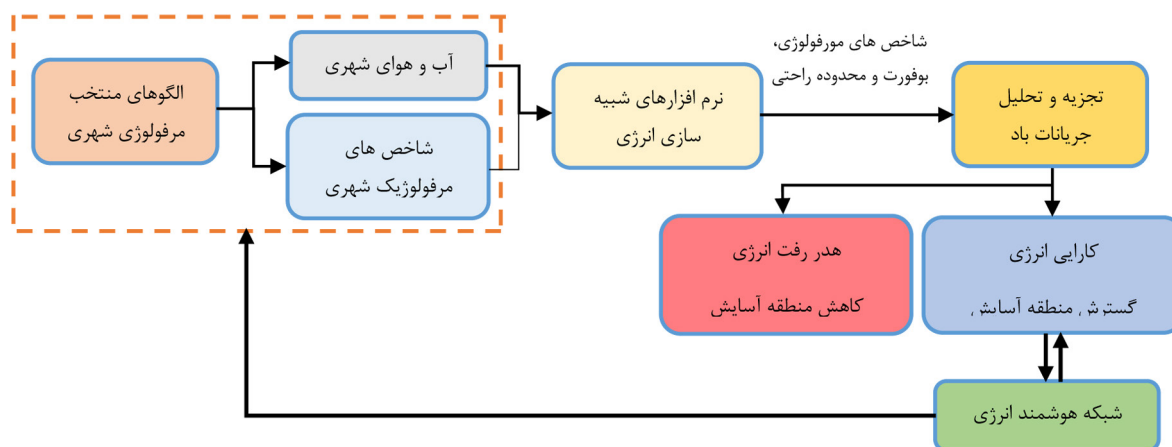 الگوهای منتخب
مرفولوژی شهری
آب و هوای شهری
شاخص های
مرفولوژیک شهری
نرم افزارهای شبیه
سازی انرژی
شاخص های مورفولوژی،
بوفورت و محدوده راحتی
تجزیه و تحلیل
جریانات باد
هدر رفت انرژی
کاهش منطقه آسایش
کارایی انرژی
گسترش منطقه آسایش
شبکه هوشمند انرژی